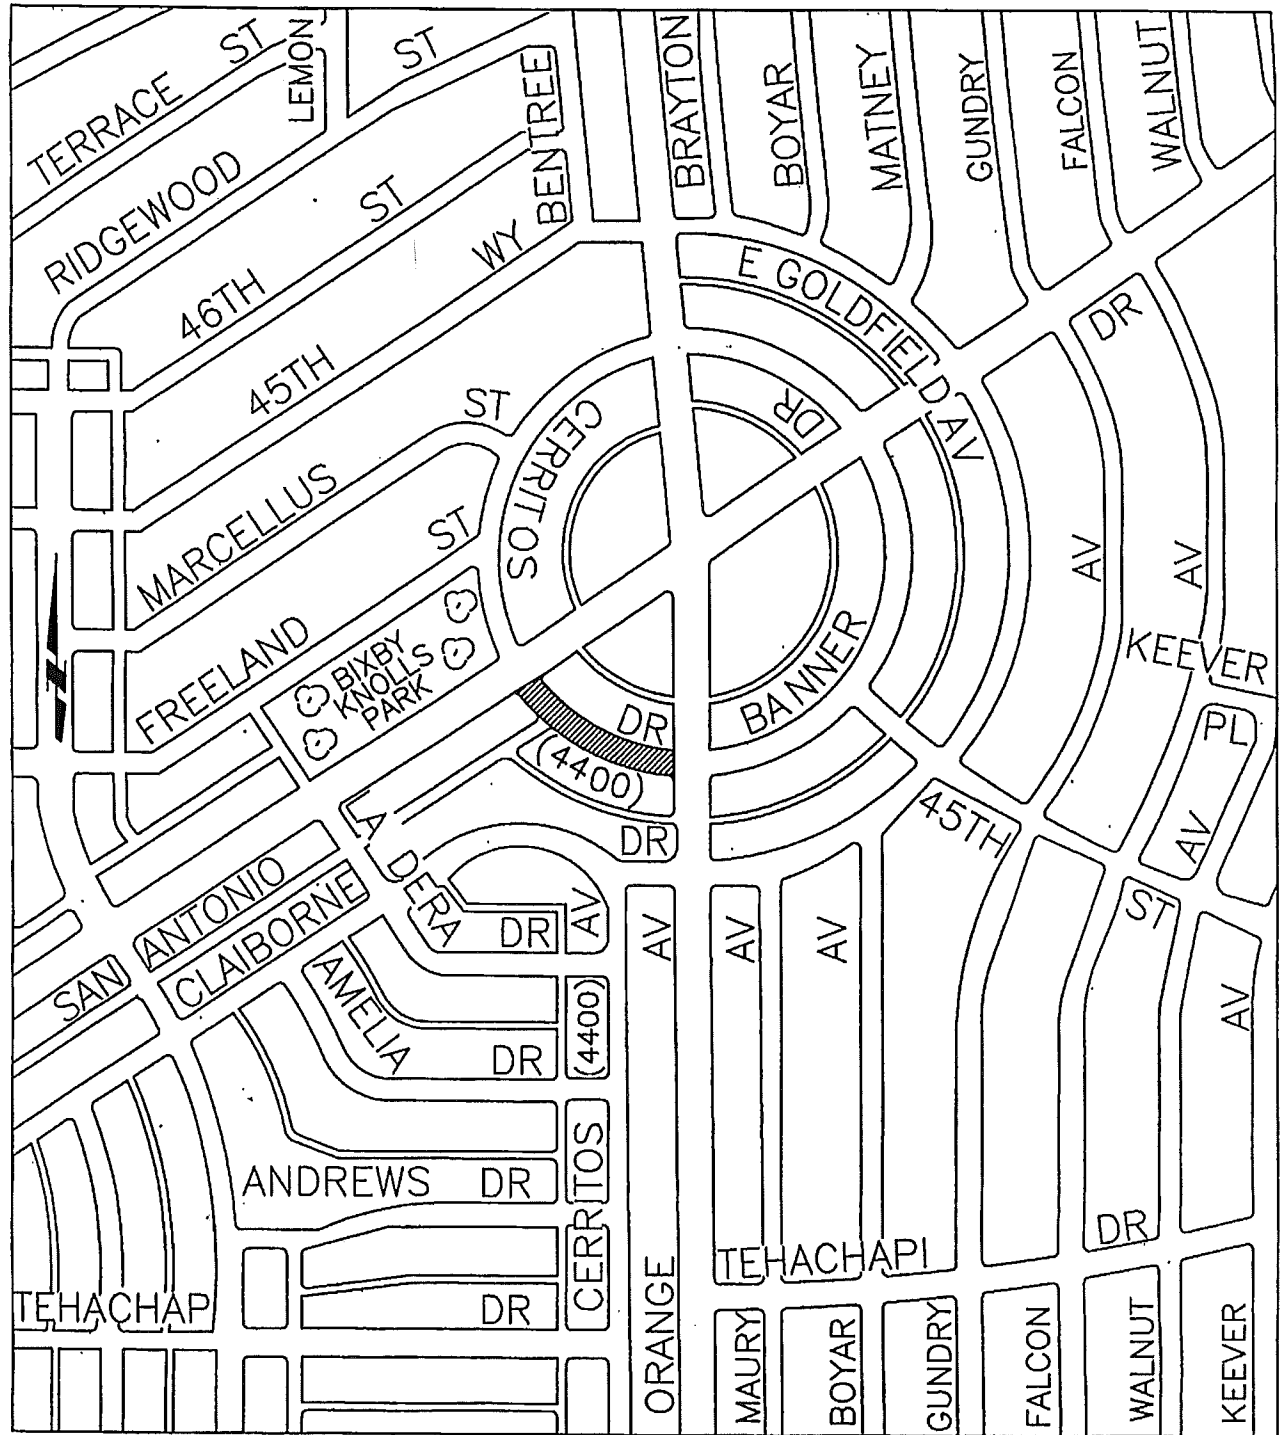 TERRACE ST
LEMON
ST
BENTREE
BRAYTON
BOYAR
MATNEY
GUNDRY
FALCON
WALNUT
RIDGEWOOD
46TH ST
45TH WY
E GOLDFIELD AV
DR
CERRITOS
DR
MARCELLUS ST
FREELAND ST
BIXBY
KNOLLS
PARK
BANNER
DR
(4400)
DR
AV
AV
KEEVER
PL
AV
45TH
ST
LA DERA
DR
AV
SAN ANTONIO
CLAIBORNE
AMELIA
DR
(4400)
AV
AV
AV
AV
ANDREWS DR
CERRITOS
ORANGE
TEHACHAPI
DR
TEHACHAP
DR
MAURY
BOYAR
GUNDRY
FALCON
WALNUT
KEEVER